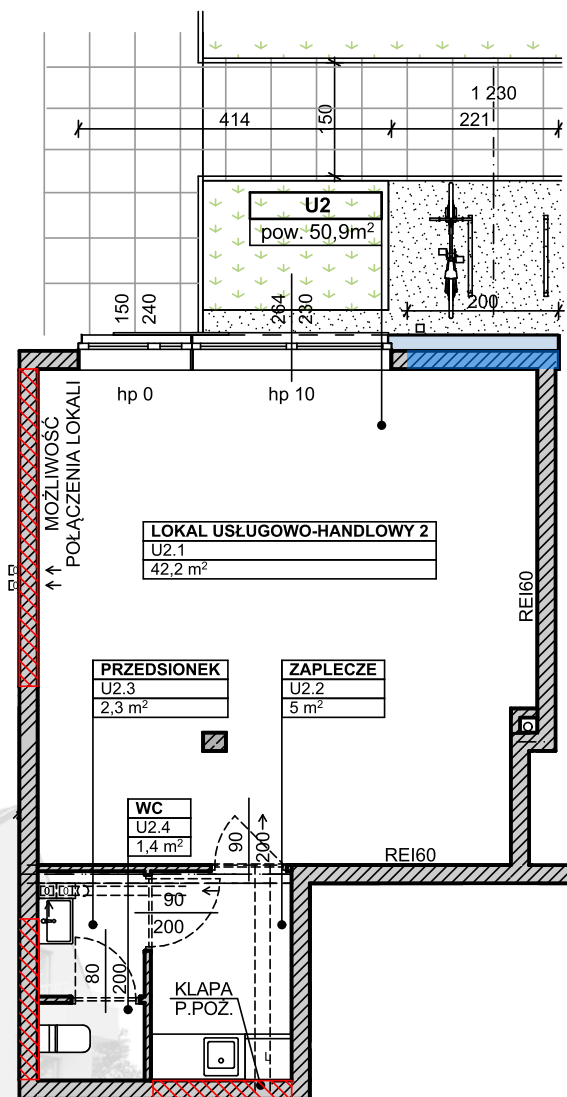 1 230
414
150
221
U2
pow. 50,9m²
200
150
240
264
230
hp 0
hp 10
MOŻLIWOŚĆ
POŁĄCZENIA LOKALI
LOKAL USŁUGOWO-HANDLOWY 2
U2.1
42,2 m²
REI60
PRZEDSIONEK
U2.3
2,3 m²
ZAPLECZE
U2.2
5 m²
WC
U2.4
1,4 m²
90
200
REI60
90
200
80
200
KLAPA
P.POŻ.
L